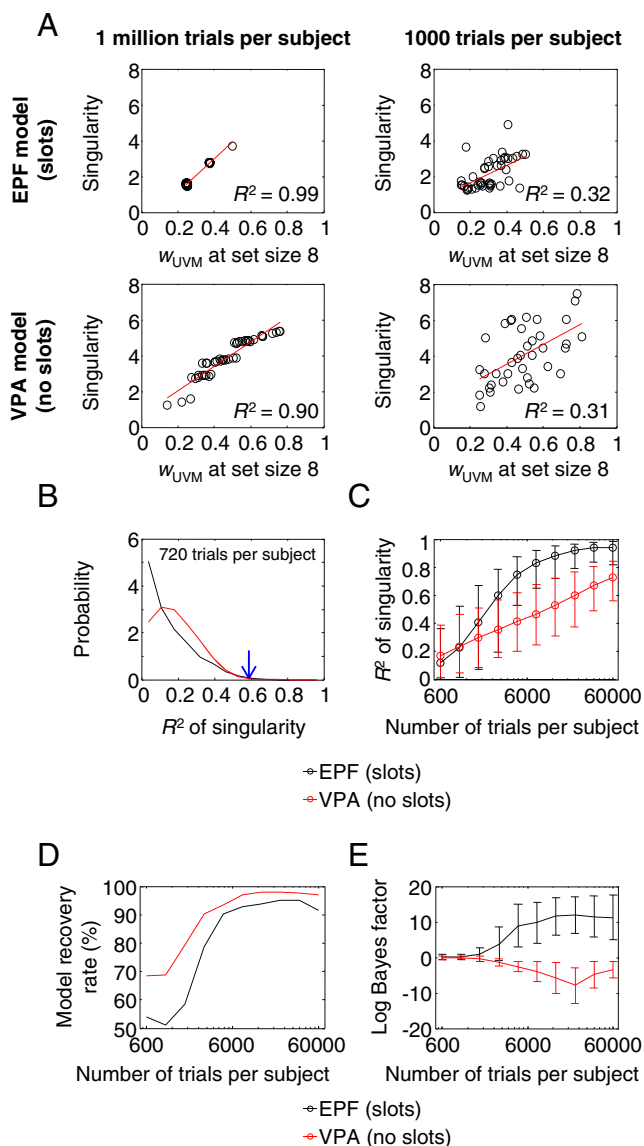 A
1 million trials per subject
1000 trials per subject
EPF model
(slots)
Singularity
8
6
4
2
0
0 0.2 0.4 0.6 0.8 1
R² = 0.99
wUVM at set size 8
Singularity
8
6
4
2
0
0 0.2 0.4 0.6 0.8 1
R² = 0.32
wUVM at set size 8
VPA model
(no slots)
Singularity
8
6
4
2
0
0 0.2 0.4 0.6 0.8 1
R² = 0.90
wUVM at set size 8
Singularity
8
6
4
2
0
0 0.2 0.4 0.6 0.8 1
R² = 0.31
wUVM at set size 8
B
720 trials per subject
Probability
6
4
2
0
0 0.2 0.4 0.6 0.8 1
R² of singularity
C
R² of singularity
1
0.8
0.6
0.4
0.2
0
600 6000 60000
Number of trials per subject
EPF (slots)
VPA (no slots)
D
Model recovery
rate (%)
100
90
80
70
60
50
600 6000 60000
Number of trials per subject
E
Log Bayes factor
20
10
0
-10
-20
600 6000 60000
Number of trials per subject
EPF (slots)
VPA (no slots)